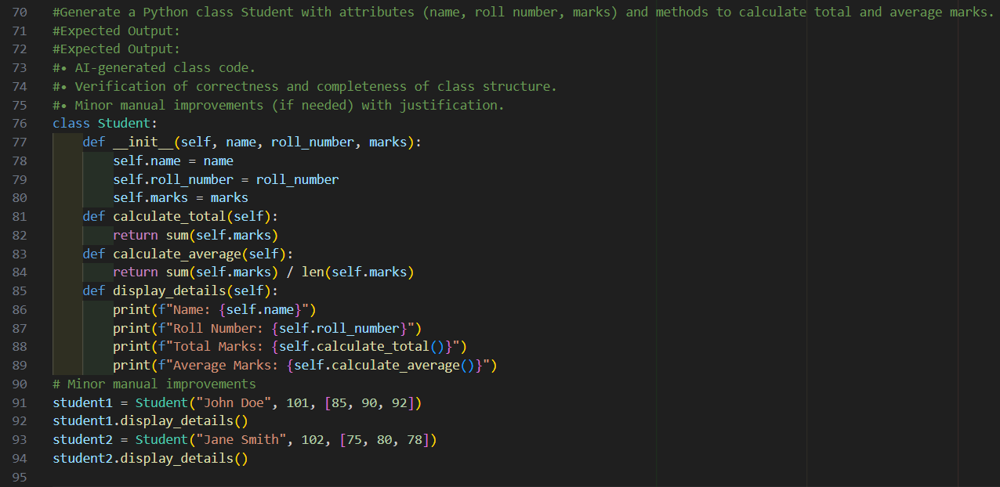 70 #Generate a Python class Student with attributes (name, roll number, marks) and methods to calculate total and average marks.
71 #Expected Output:
72 #Expected Output:
73 #• AI-generated class code.
74 #• Verification of correctness and completeness of class structure.
75 #• Minor manual improvements (if needed) with justification.
76 class Student:
77     def __init__(self, name, roll_number, marks):
78         self.name = name
79         self.roll_number = roll_number
80         self.marks = marks
81     def calculate_total(self):
82         return sum(self.marks)
83     def calculate_average(self):
84         return sum(self.marks) / len(self.marks)
85     def display_details(self):
86         print(f"Name: {self.name}")
87         print(f"Roll Number: {self.roll_number}")
88         print(f"Total Marks: {self.calculate_total()}")
89         print(f"Average Marks: {self.calculate_average()}")
90 # Minor manual improvements
91 student1 = Student("John Doe", 101, [85, 90, 92])
92 student1.display_details()
93 student2 = Student("Jane Smith", 102, [75, 80, 78])
94 student2.display_details()
95